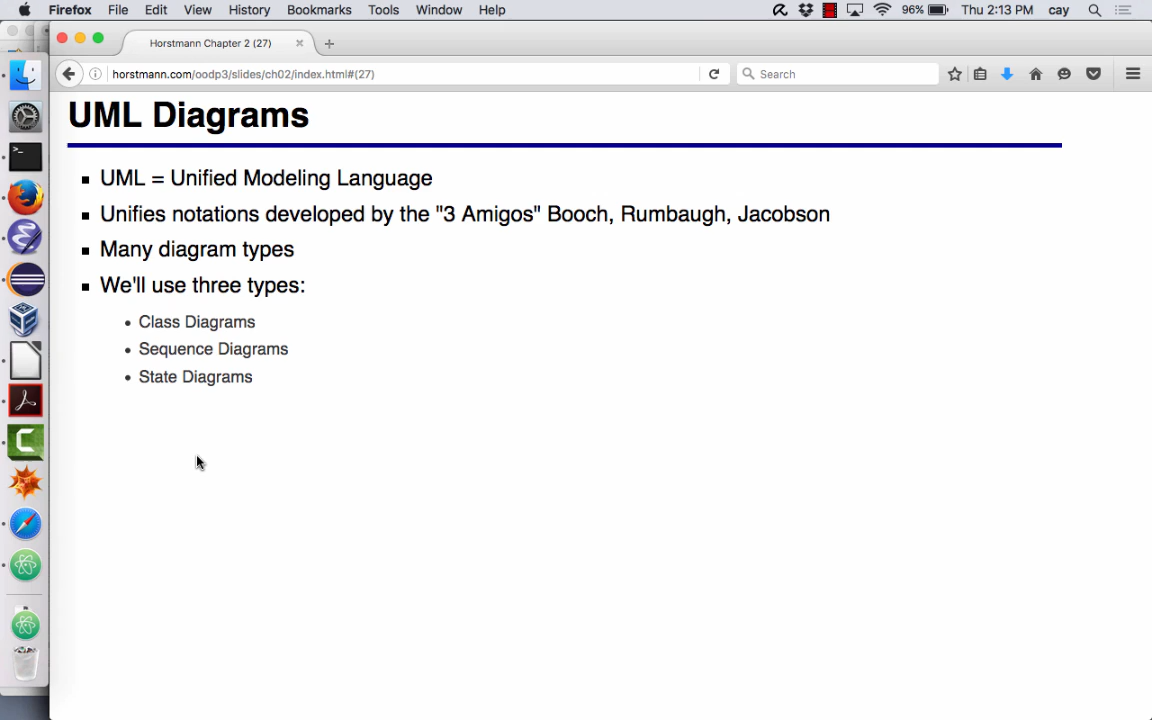 Firefox File Edit View History Bookmarks Tools Window Help 96% Thu 2:13 PM cay
Horstmann Chapter 2 (27)
horstmann.com/oodp3/slides/ch02/index.html#(27) Search
UML Diagrams
UML = Unified Modeling Language
Unifies notations developed by the "3 Amigos" Booch, Rumbaugh, Jacobson
Many diagram types
We'll use three types:
Class Diagrams
Sequence Diagrams
State Diagrams